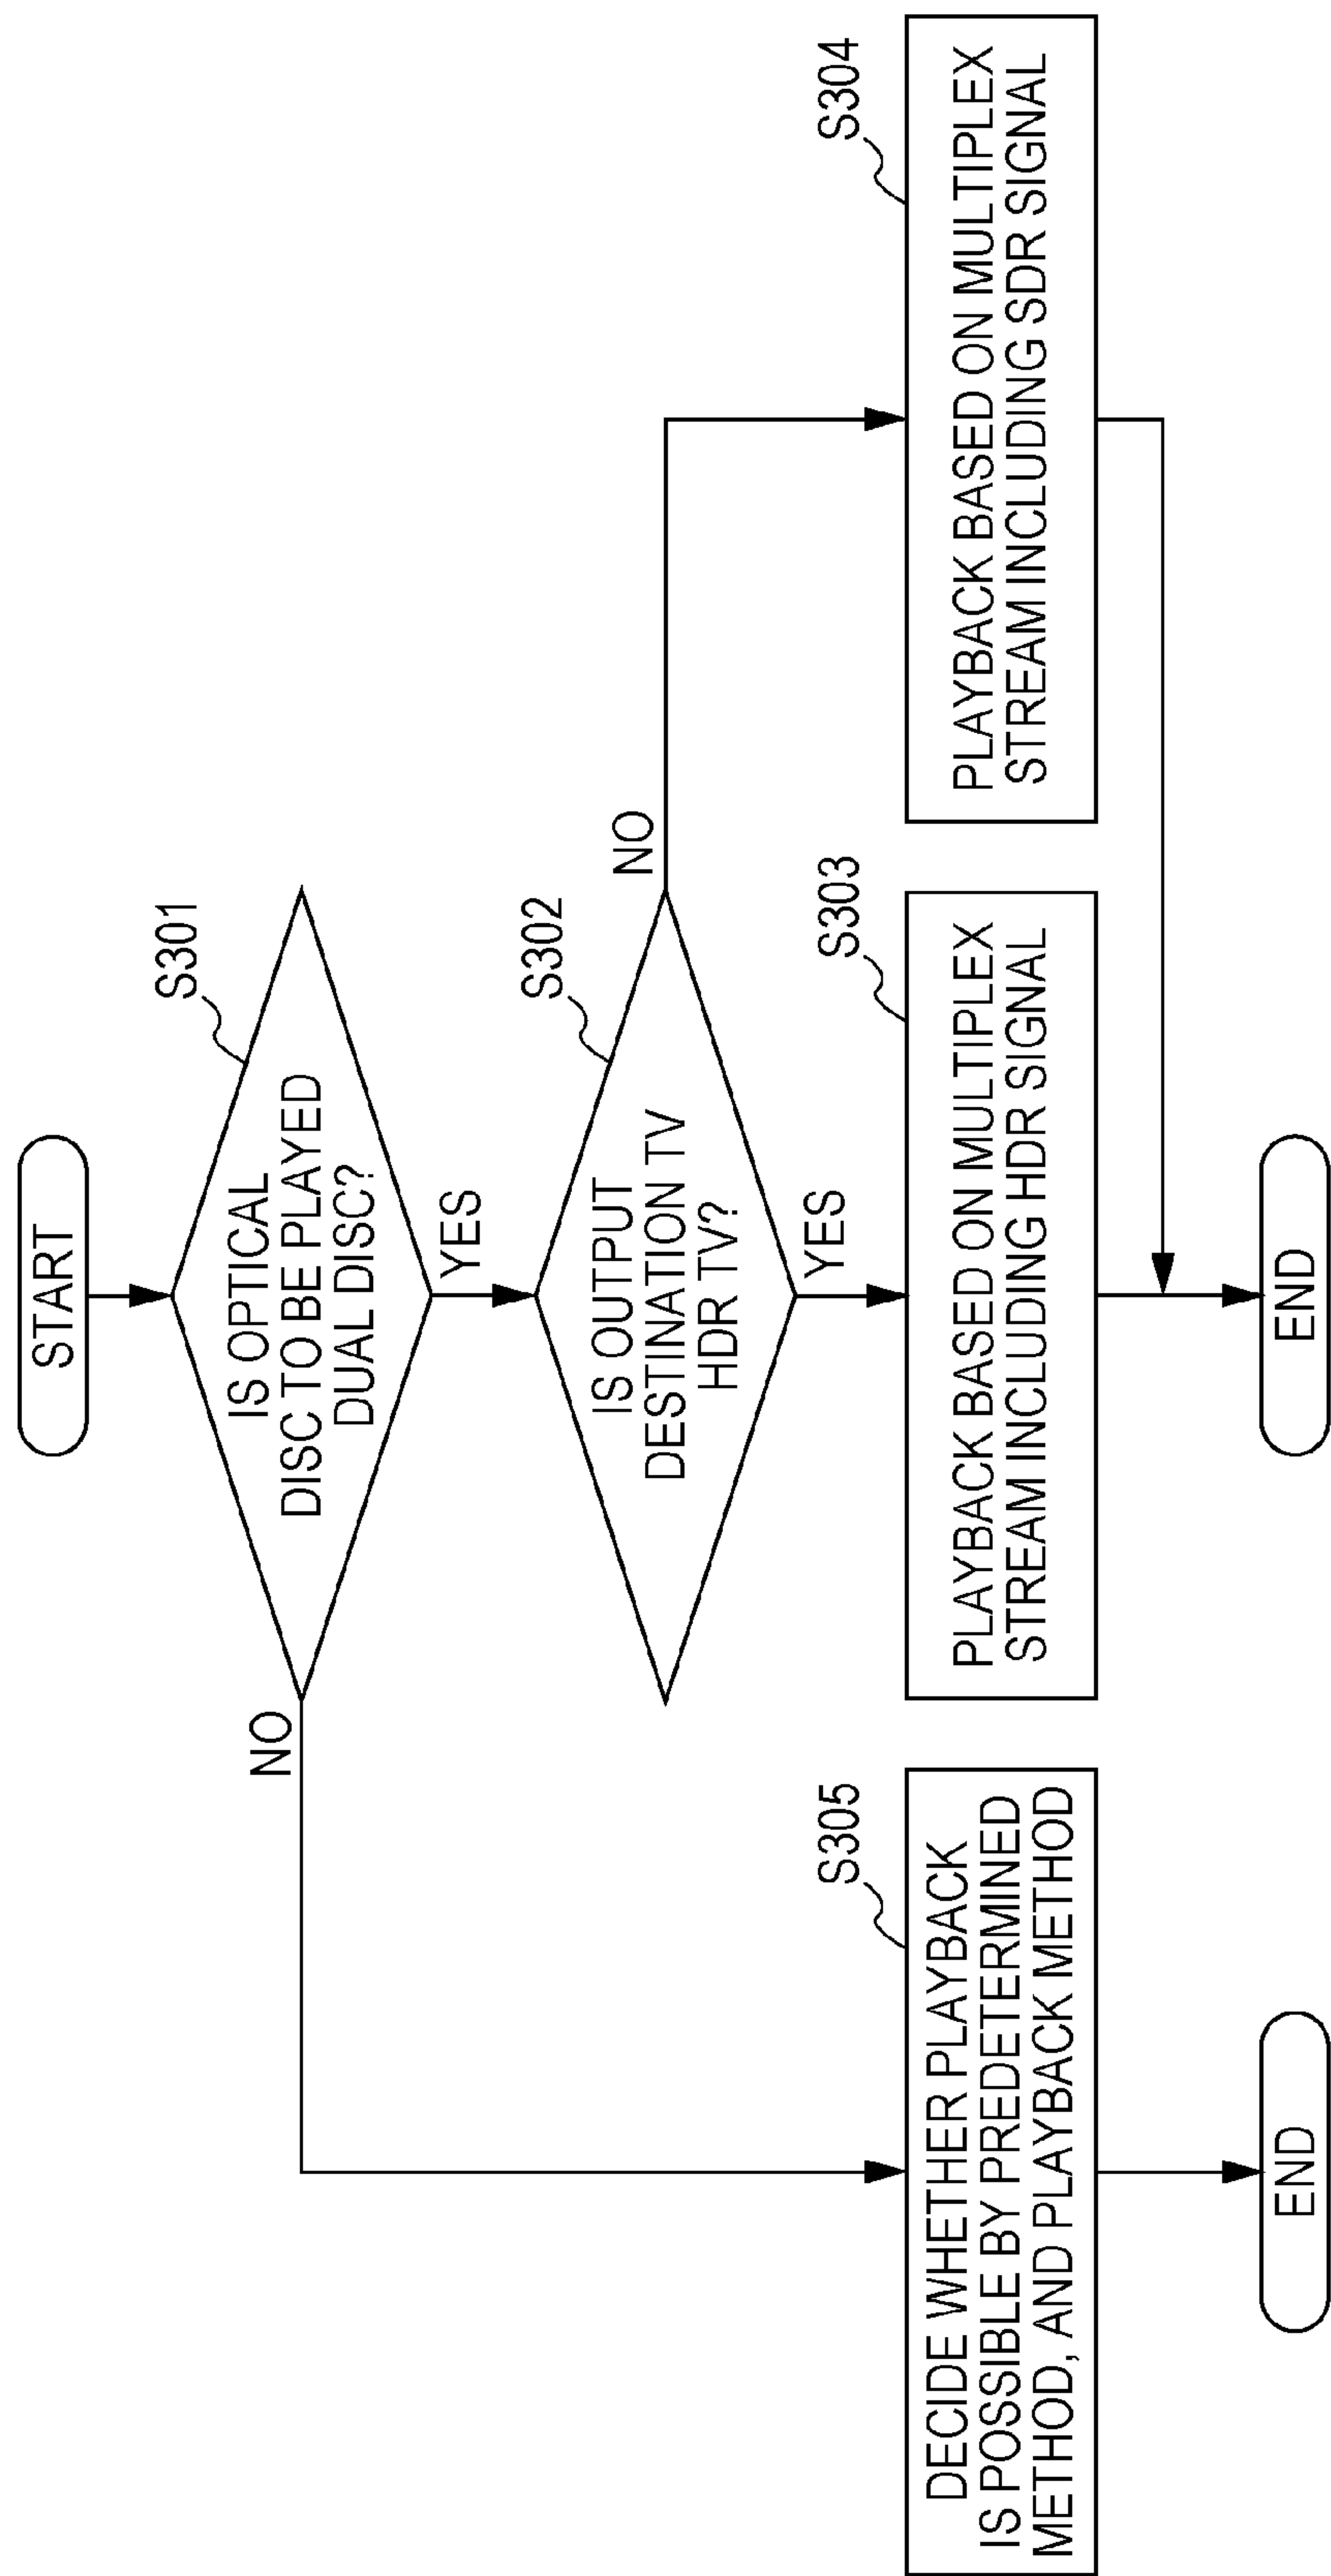 START
S301
IS OPTICAL
DISC TO BE PLAYED
DUAL DISC?
NO
YES
S302
IS OUTPUT
DESTINATION TV
HDR TV?
NO
YES
S305
DECIDE WHETHER PLAYBACK
IS POSSIBLE BY PREDETERMINED
METHOD, AND PLAYBACK METHOD
S303
PLAYBACK BASED ON MULTIPLEX
STREAM INCLUDING HDR SIGNAL
S304
PLAYBACK BASED ON MULTIPLEX
STREAM INCLUDING SDR SIGNAL
END
END